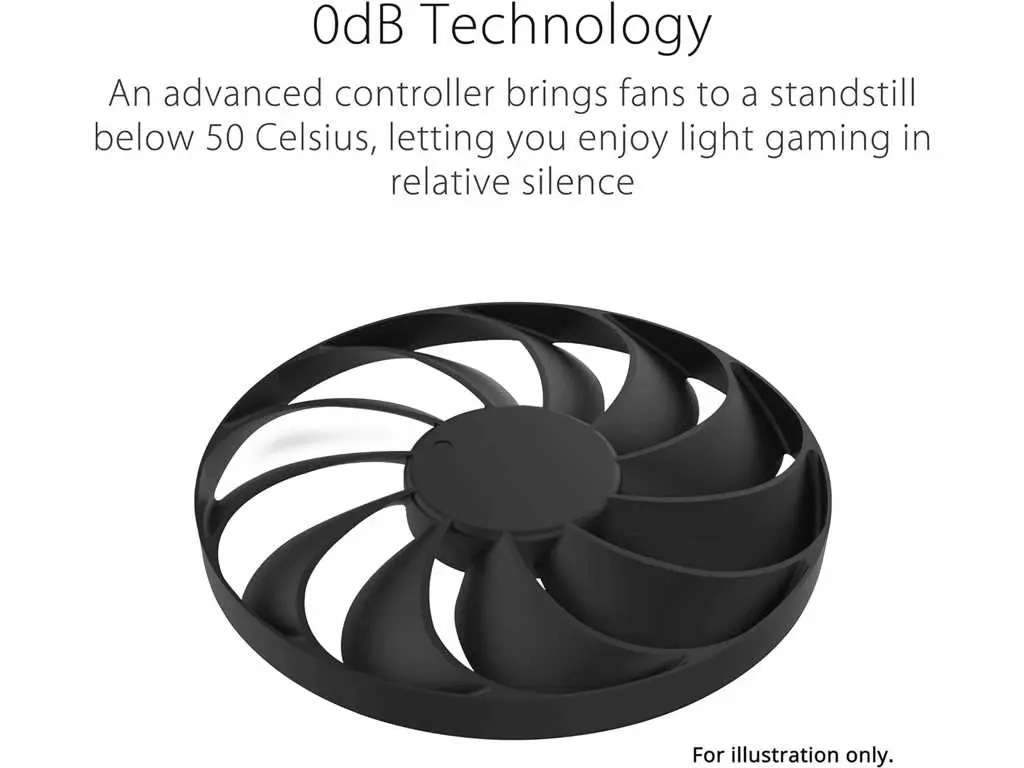 0dB Technology
An advanced controller brings fans to a standstill
below 50 Celsius, letting you enjoy light gaming in
relative silence
For illustration only.